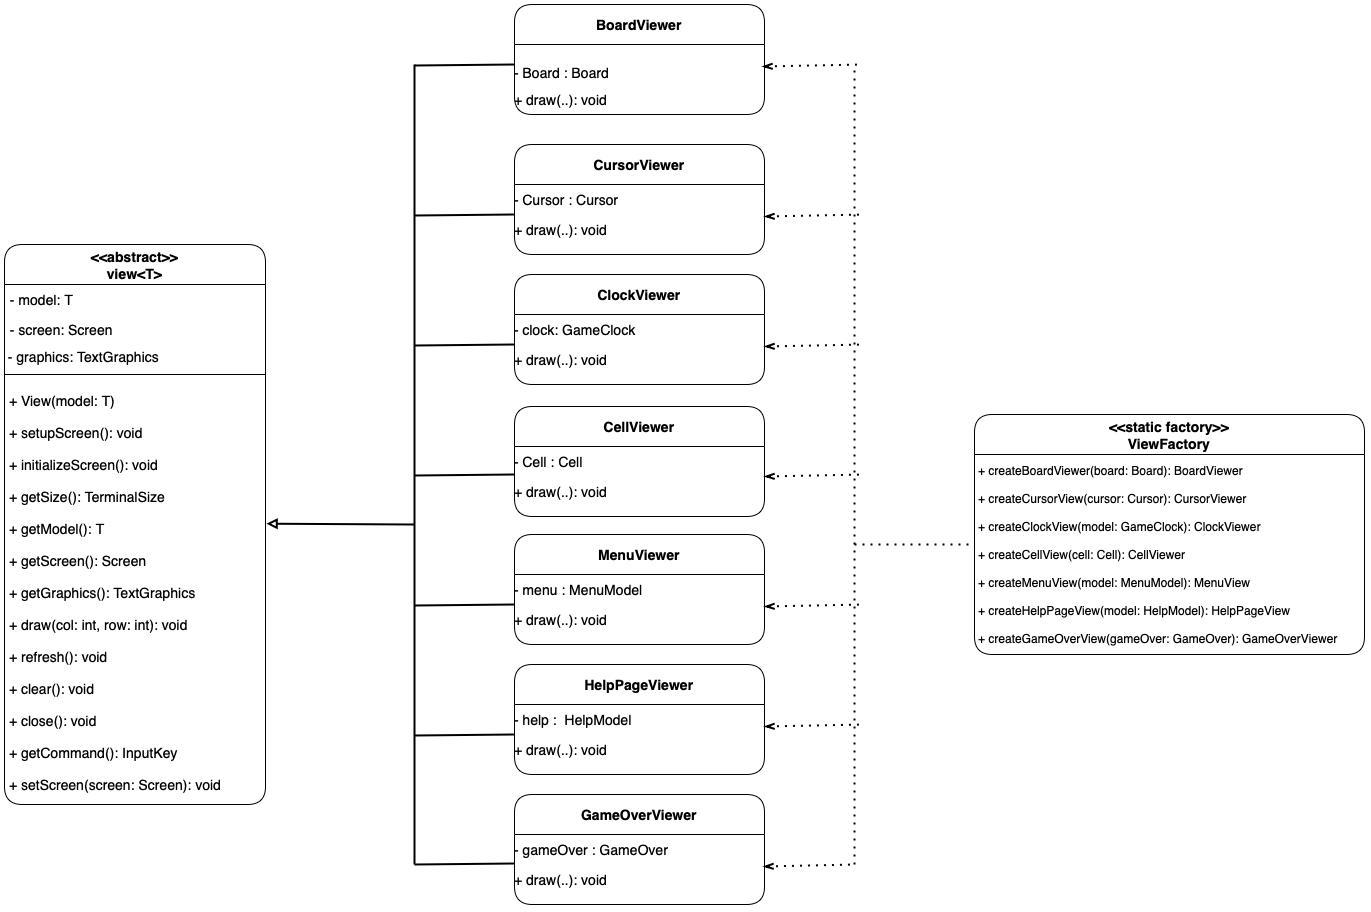 BoardViewer
- Board : Board
+ draw(..): void
CursorViewer
- Cursor : Cursor
+ draw(..): void
<<abstract>>
view<T>
- model: T
- screen: Screen
- graphics: TextGraphics
+ View(model: T)
+ setupScreen(): void
+ initializeScreen(): void
+ getSize(): TerminalSize
+ getModel(): T
+ getScreen(): Screen
+ getGraphics(): TextGraphics
+ draw(col: int, row: int): void
+ refresh(): void
+ clear(): void
+ close(): void
+ getCommand(): InputKey
+ setScreen(screen: Screen): void
ClockViewer
- clock: GameClock
+ draw(..): void
CellViewer
- Cell : Cell
+ draw(..): void
MenuViewer
- menu : MenuModel
+ draw(..): void
HelpPageViewer
- help :  HelpModel
+ draw(..): void
GameOverViewer
- gameOver : GameOver
+ draw(..): void
<<static factory>>
ViewFactory
+ createBoardViewer(board: Board): BoardViewer
+ createCursorView(cursor: Cursor): CursorViewer
+ createClockView(model: GameClock): ClockViewer
+ createCellView(cell: Cell): CellViewer
+ createMenuView(model: MenuModel): MenuView
+ createHelpPageView(model: HelpModel): HelpPageView
+ createGameOverView(gameOver: GameOver): GameOverViewer